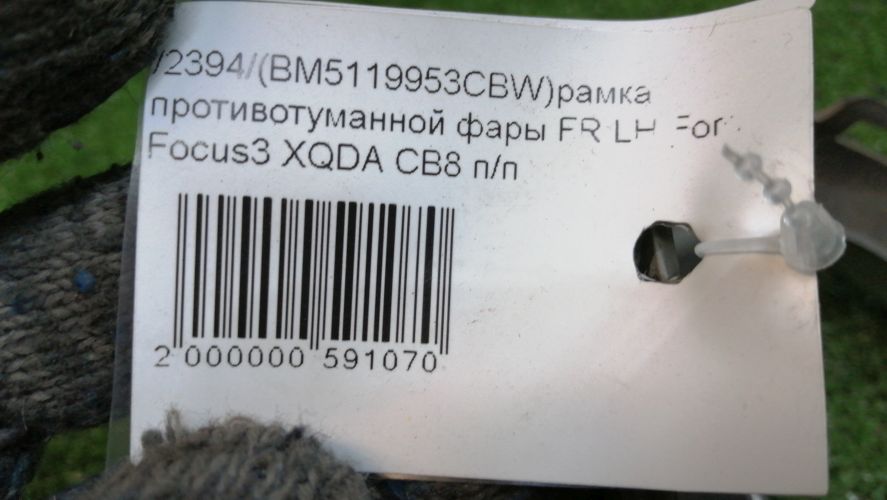 /2394/(BM5119953CBW)рамка
противотуманной фары FR LH For
Focus3 XQDA CB8 п/п
2 000000 591070